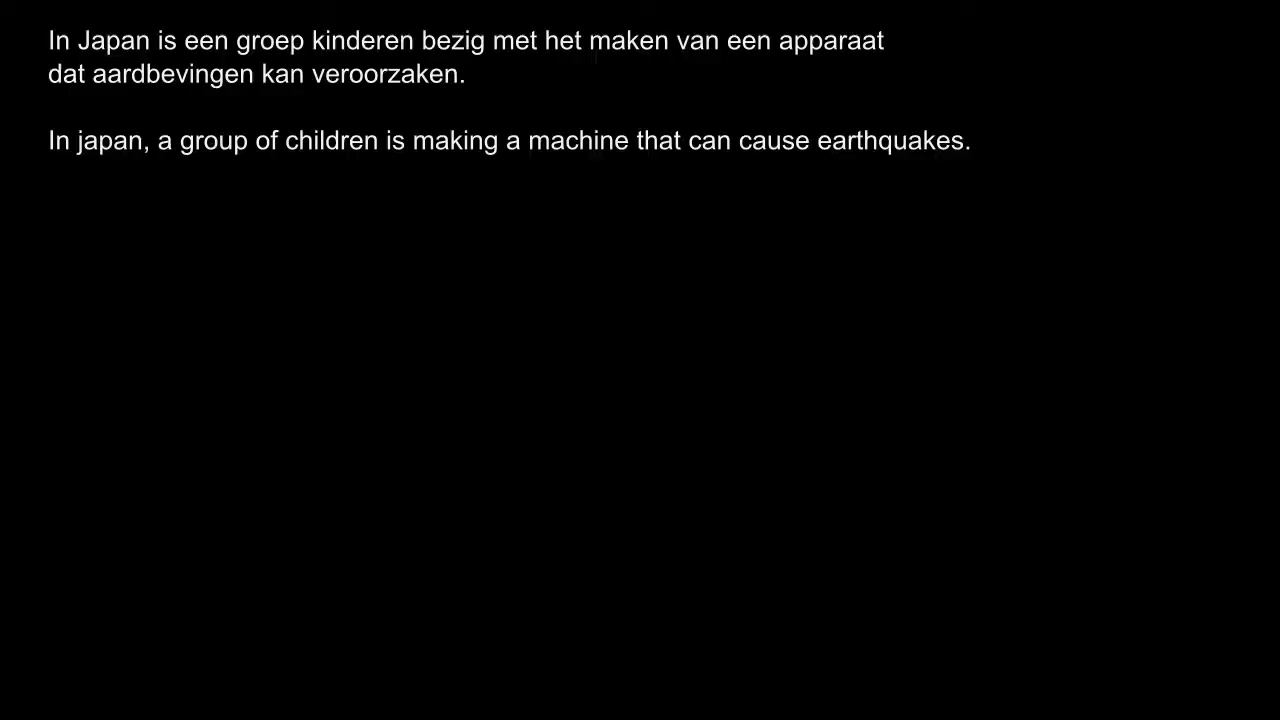 In Japan is een groep kinderen bezig met het maken van een apparaat
dat aardbevingen kan veroorzaken.
In japan, a group of children is making a machine that can cause earthquakes.